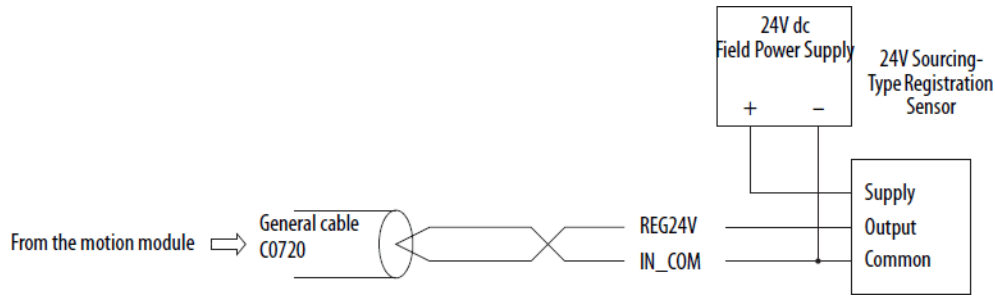 24V dc
Field Power Supply
+ –
24V Sourcing-
Type Registration
Sensor
Supply
Output
Common
REG24V
IN_COM
General cable
C0720
From the motion module